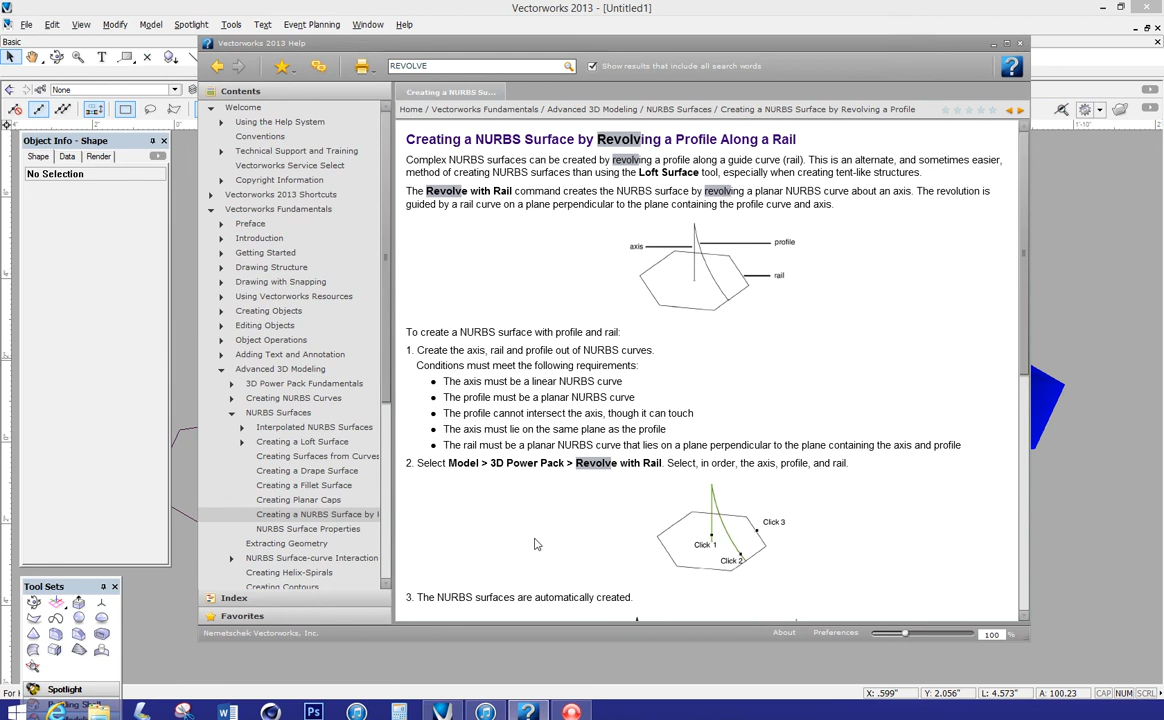 Vectorworks 2013 - [Untitled1]
File Edit View Modify Model Spotlight Tools Text Event Planning Window Help
Basic
Vectorworks 2013 Help
REVOLVE
Show results that include all search words
None
Contents
Creating a NURBS Su...
Home / Vectorworks Fundamentals / Advanced 3D Modeling / NURBS Surfaces / Creating a NURBS Surface by Revolving a Profile
0"
2"
1'-10"
Object Info - Shape
Shape Data Render
No Selection
Welcome
Using the Help System
Conventions
Technical Support and Training
Vectorworks Service Select
Copyright Information
Vectorworks 2013 Shortcuts
Vectorworks Fundamentals
Preface
Introduction
Getting Started
Drawing Structure
Drawing with Snapping
Using Vectorworks Resources
Creating Objects
Editing Objects
Object Operations
Adding Text and Annotation
Advanced 3D Modeling
3D Power Pack Fundamentals
Creating NURBS Curves
NURBS Surfaces
Interpolated NURBS Surfaces
Creating a Loft Surface
Creating Surfaces from Curves
Creating a Drape Surface
Creating a Fillet Surface
Creating Planar Caps
Creating a NURBS Surface by
NURBS Surface Properties
Extracting Geometry
NURBS Surface-curve Interaction
Creating Helix-Spirals
Creating Contours
Index
Favorites
Creating a NURBS Surface by Revolving a Profile Along a Rail
Complex NURBS surfaces can be created by revolving a profile along a guide curve (rail). This is an alternate, and sometimes easier,
method of creating NURBS surfaces than using the Loft Surface tool, especially when creating tent-like structures.
The Revolve with Rail command creates the NURBS surface by revolving a planar NURBS curve about an axis. The revolution is
guided by a rail curve on a plane perpendicular to the plane containing the profile curve and axis.
axis
profile
rail
To create a NURBS surface with profile and rail:
1. Create the axis, rail and profile out of NURBS curves.
Conditions must meet the following requirements:
● The axis must be a linear NURBS curve
● The profile must be a planar NURBS curve
● The profile cannot intersect the axis, though it can touch
● The axis must lie on the same plane as the profile
● The rail must be a planar NURBS curve that lies on a plane perpendicular to the plane containing the axis and profile
2. Select Model > 3D Power Pack > Revolve with Rail. Select, in order, the axis, profile, and rail.
Click 3
Click 1
Click 2
3. The NURBS surfaces are automatically created.
Nemetschek Vectorworks, Inc.
About Preferences 100 %
Tool Sets
Spotlight
For
X: .599" Y: 2.056" L: 4.573" A: 100.23 CAP NUM SCRL